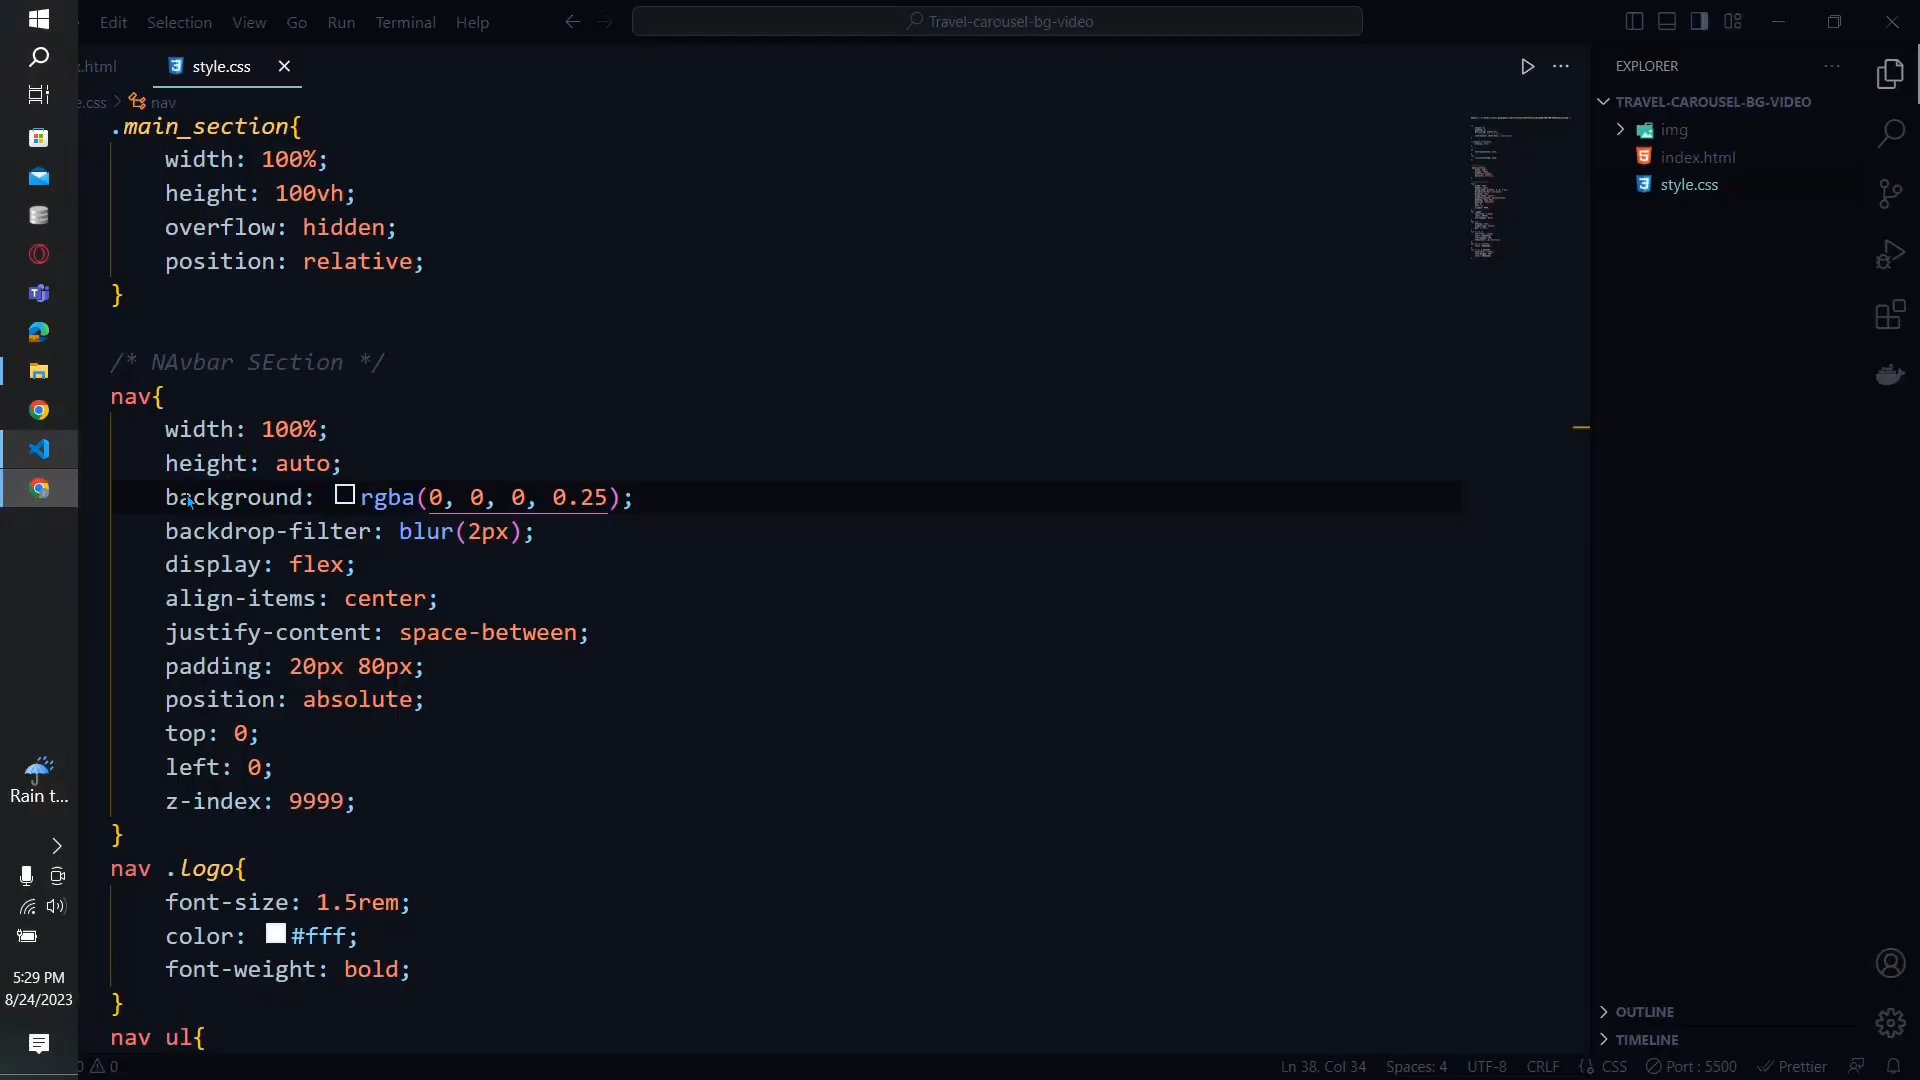 Edit Selection View Go Run Terminal Help
Travel-carousel-bg-video
.html
style.css
e.css > nav
.main_section{
width: 100%;
height: 100vh;
overflow: hidden;
position: relative;
}
/* NAvbar SEction */
nav{
width: 100%;
height: auto;
background: rgba(0, 0, 0, 0.25);
backdrop-filter: blur(2px);
display: flex;
align-items: center;
justify-content: space-between;
padding: 20px 80px;
position: absolute;
top: 0;
left: 0;
z-index: 9999;
}
nav .logo{
font-size: 1.5rem;
color: #fff;
font-weight: bold;
}
nav ul{
EXPLORER
TRAVEL-CAROUSEL-BG-VIDEO
img
index.html
style.css
OUTLINE
TIMELINE
Rain t...
5:29 PM
8/24/2023
0 0 Ln 38, Col 34 Spaces: 4 UTF-8 CRLF {} CSS Port : 5500 Prettier